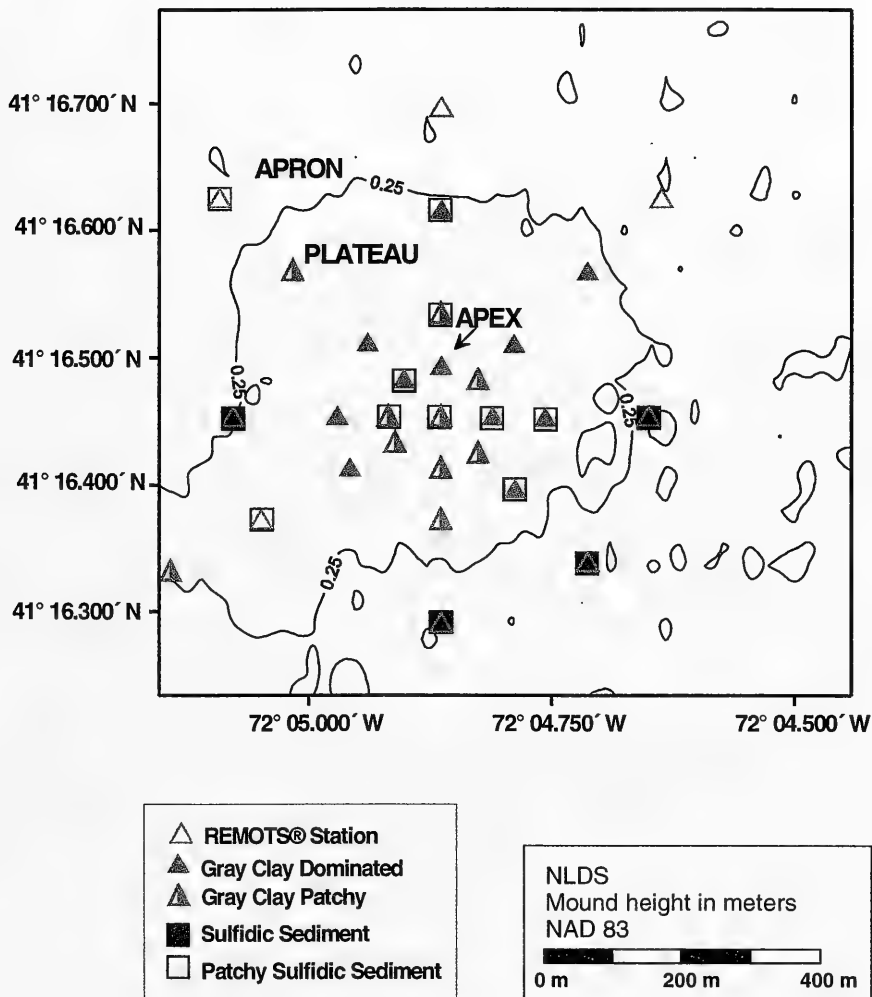 41° 16.700´ N
APRON
0.25
41° 16.600´ N
PLATEAU
APEX
41° 16.500´ N
0.25
41° 16.400´ N
0.25
41° 16.300´ N
72° 05.000´ W
72° 04.750´ W
72° 04.500´ W
REMOTS® Station
Gray Clay Dominated
Gray Clay Patchy
Sulfidic Sediment
Patchy Sulfidic Sediment
NLDS
Mound height in meters
NAD 83
0 m
200 m
400 m